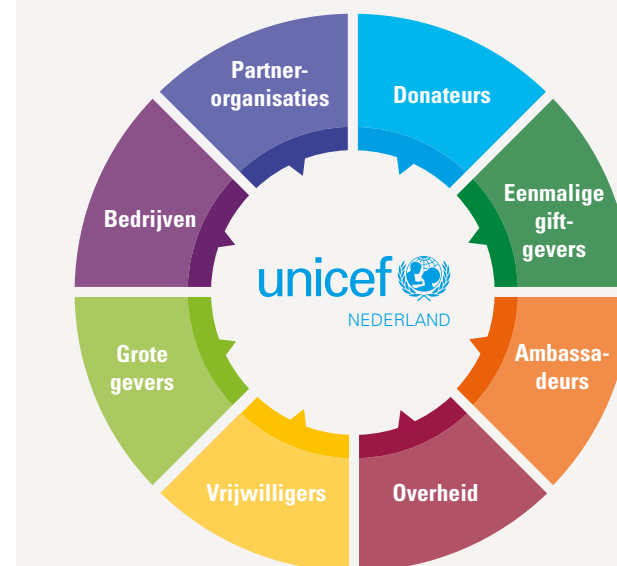 Partner-
organisaties
Donateurs
Eenmalige
gift-
gevers
Ambassa-
deurs
Overheid
Vrijwilligers
Grote
gevers
Bedrijven
unicef
NEDERLAND